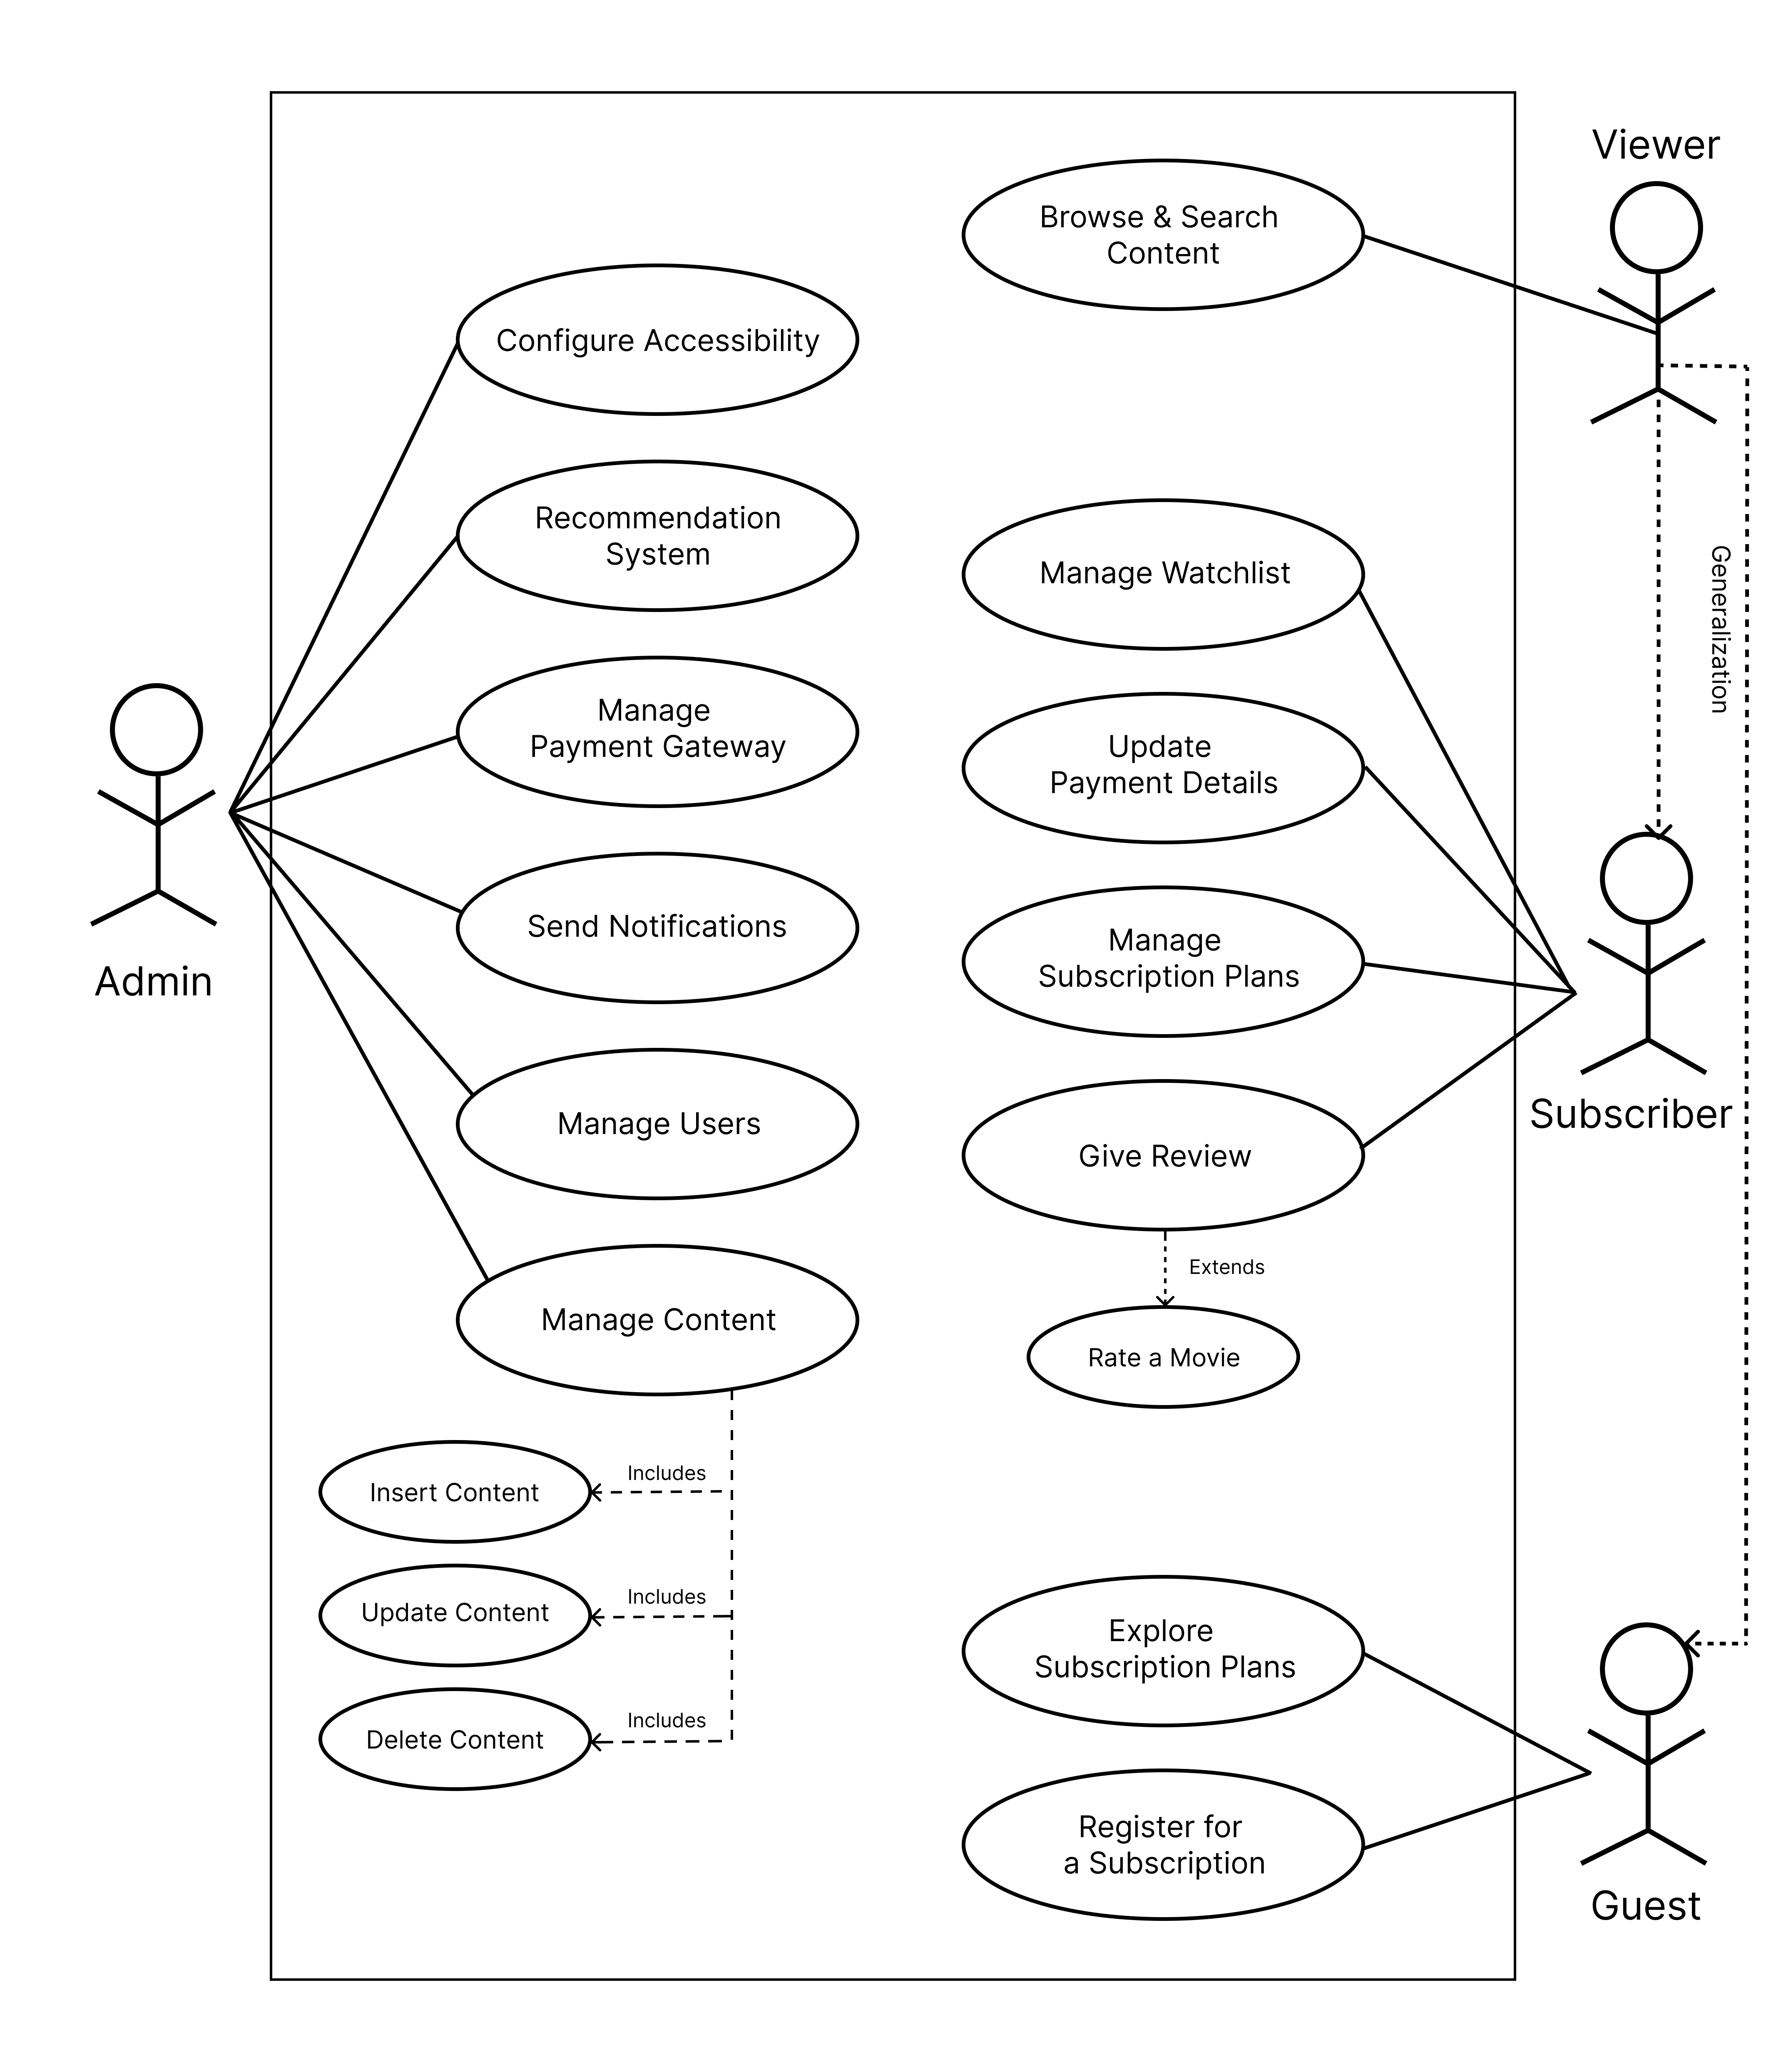 Viewer
Browse & Search
Content
Configure Accessibility
Recommendation
System
Manage Watchlist
Generalization
Manage
Payment Gateway
Update
Payment Details
Send Notifications
Admin
Manage
Subscription Plans
Subscriber
Manage Users
Give Review
Extends
Manage Content
Rate a Movie
Includes
Insert Content
Includes
Update Content
Includes
Delete Content
Explore
Subscription Plans
Register for
a Subscription
Guest